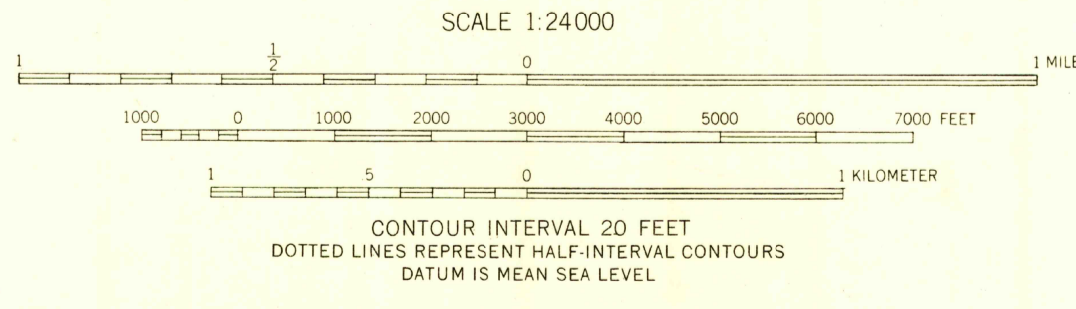 SCALE 1:24000
1 1/2 0 1 MILE
1000 0 1000 2000 3000 4000 5000 6000 7000 FEET
1 .5 0 1 KILOMETER
CONTOUR INTERVAL 20 FEET
DOTTED LINES REPRESENT HALF-INTERVAL CONTOURS
DATUM IS MEAN SEA LEVEL